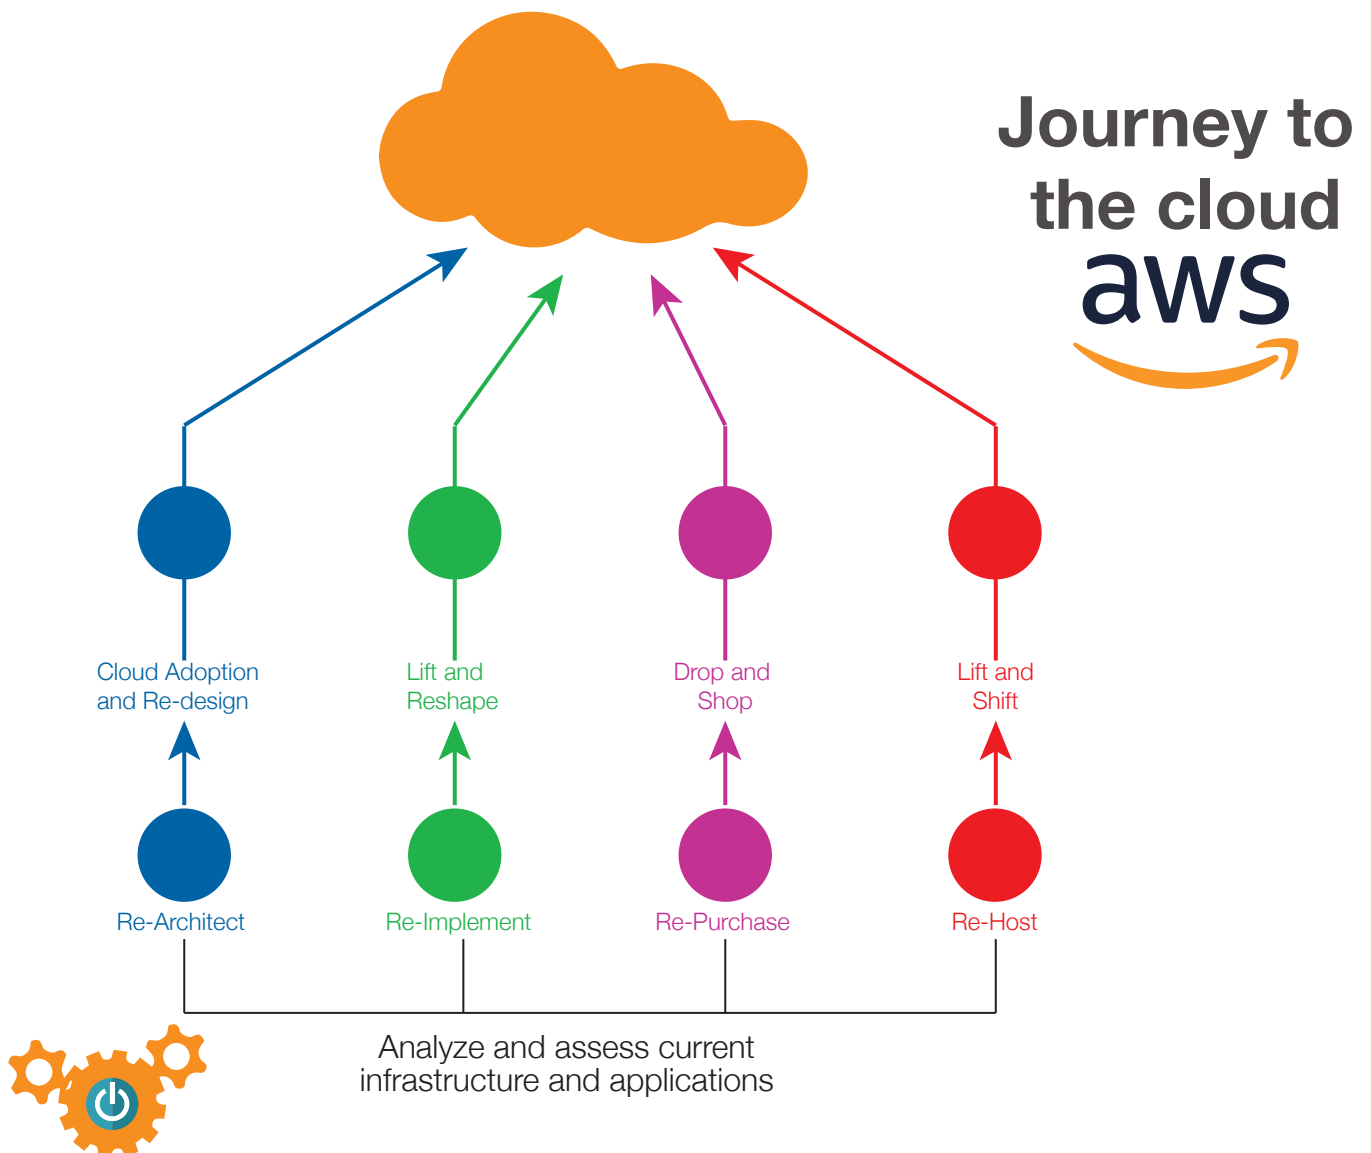 Journey to
the cloud
aws
Cloud Adoption
and Re-design
Lift and
Reshape
Drop and
Shop
Lift and
Shift
Re-Architect
Re-Implement
Re-Purchase
Re-Host
Analyze and assess current
infrastructure and applications